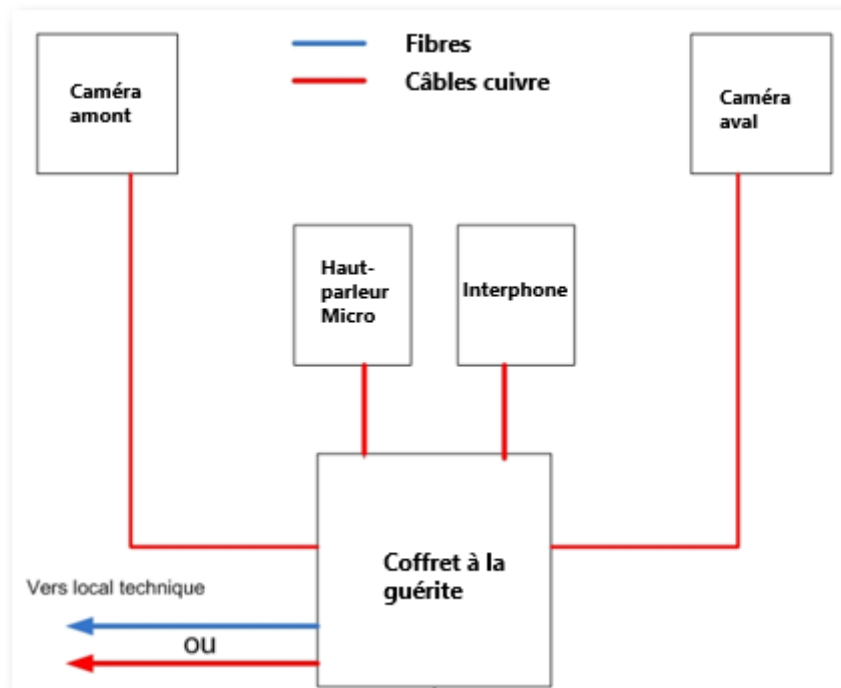 Fibres
Câbles cuivre
Caméra
amont
Caméra
aval
Haut-
parleur
Micro
Interphone
Coffret à la
guérite
Vers local technique
OU